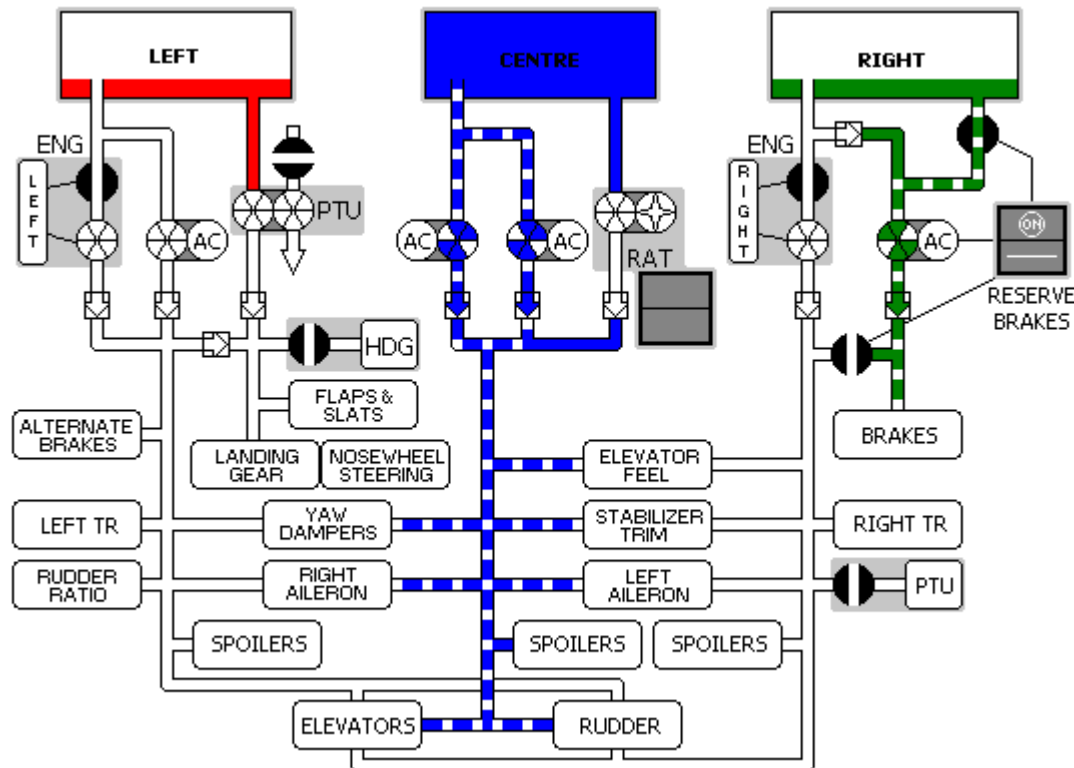 LEFT
CENTRE
RIGHT
ENG
LEFT
AC
PTU
AC
AC
RAT
ENG
RIGHT
AC
ON
RESERVE
BRAKES
HDG
FLAPS &
SLATS
ALTERNATE
BRAKES
LANDING
GEAR
NOSEWHEEL
STEERING
ELEVATOR
FEEL
BRAKES
LEFT TR
YAW
DAMPERS
STABILIZER
TRIM
RIGHT TR
RUDDER
RATIO
RIGHT
AILERON
LEFT
AILERON
PTU
SPOILERS
SPOILERS
SPOILERS
ELEVATORS
RUDDER